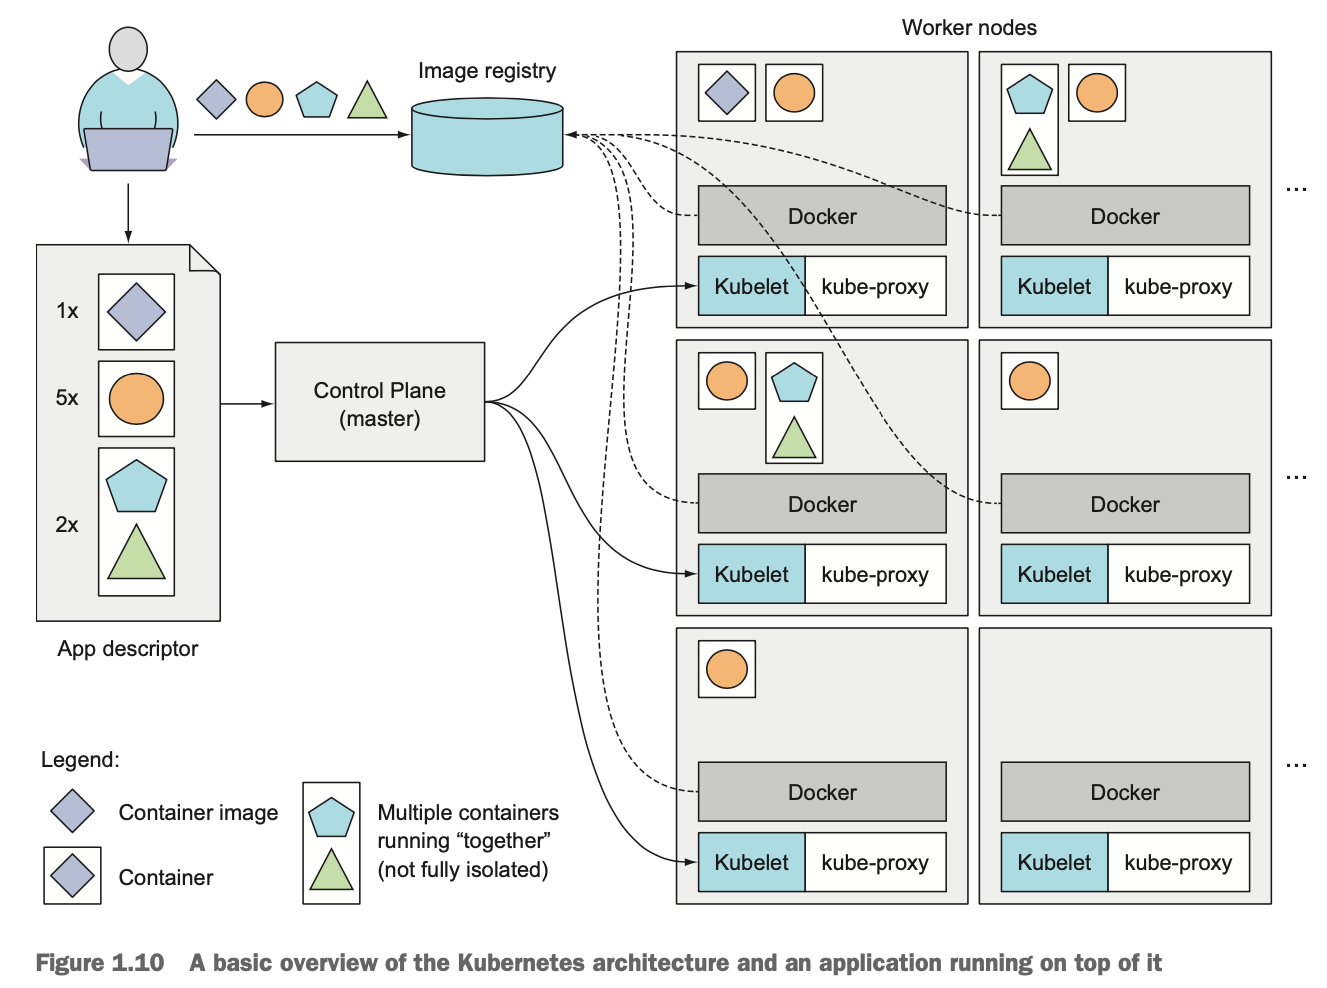 Worker nodes
Image registry
Docker
Kubelet kube-proxy
Docker
Kubelet kube-proxy
...
1x
5x
2x
App descriptor
Control Plane
(master)
Docker
Kubelet kube-proxy
Docker
Kubelet kube-proxy
...
Docker
Kubelet kube-proxy
Docker
Kubelet kube-proxy
...
Legend:
Container image
Container
Multiple containers
running “together”
(not fully isolated)
Figure 1.10 A basic overview of the Kubernetes architecture and an application running on top of it